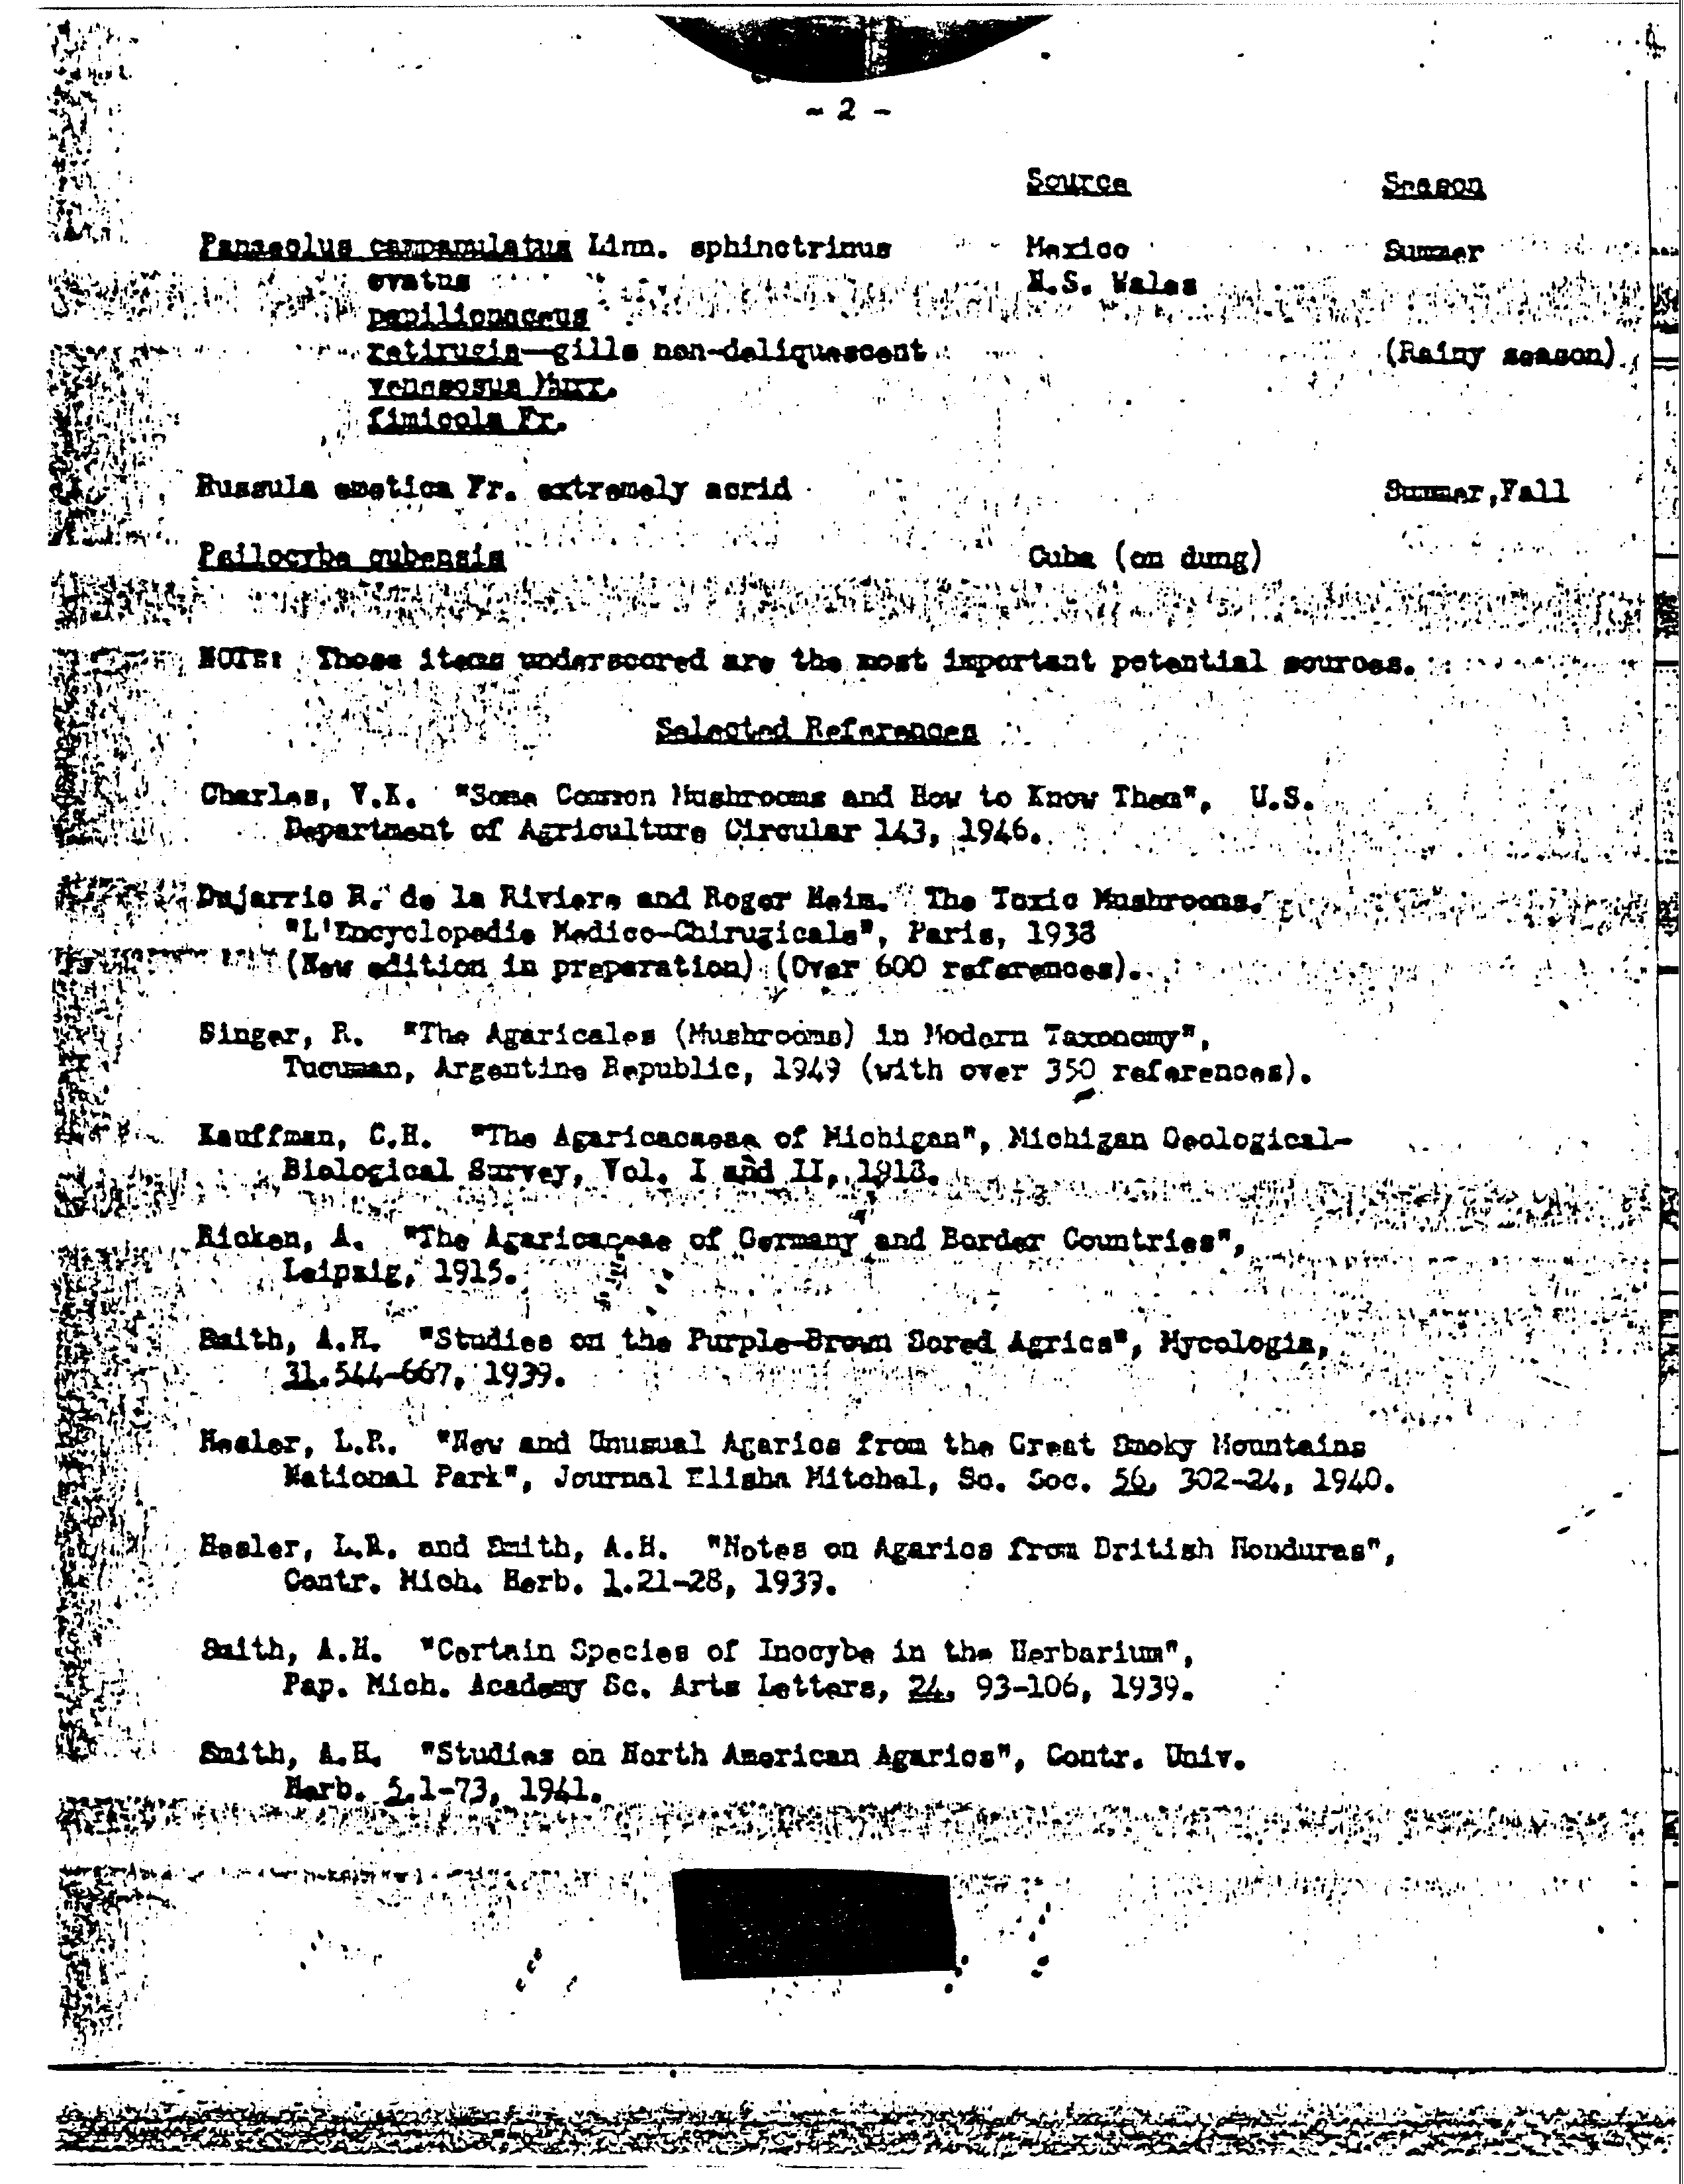 - 2 -
Source Season
Panaeolus campanulatus Linn. sphinctrinus Mexico Summer
ovatus N.S. Wales
papilionaceus
retirugis—gills non-deliquescent (Rainy season)
venenosus Murr.
fimicola Fr.
Russula emetica Fr. extremely acrid Summer,Fall
Psilocybe cubensis Cuba (on dung)
NOTE: Those items underscored are the most important potential sources.
Selected References
Charles, V.K. "Some Common Mushrooms and How to Know Them", U.S.
Department of Agriculture Circular 143, 1946.
Dujarric R. de la Riviere and Roger Heim. "The Toxic Mushrooms."
"L'Encyclopedie Medico-Chirugicale", Paris, 1938
(New edition in preparation) (Over 600 references).
Singer, R. "The Agaricales (Mushrooms) in Modern Taxonomy",
Tucuman, Argentine Republic, 1949 (with over 350 references).
Kauffman, C.H. "The Agaricaceae of Michigan", Michigan Geological-
Biological Survey, Vol. I and II, 1918.
Ricken, A. "The Agaricaceae of Germany and Border Countries",
Leipzig, 1915.
Smith, A.H. "Studies on the Purple-Brown Sored Agrics", Mycologia,
31.544-667, 1939.
Hesler, L.R. "New and Unusual Agarics from the Great Smoky Mountains
National Park", Journal Elisha Mitchel, Sc. Soc. 56, 302-24, 1940.
Hesler, L.R. and Smith, A.H. "Notes on Agarics from British Honduras",
Contr. Mich. Herb. 1.21-28, 1939.
Smith, A.H. "Certain Species of Inocybe in the Herbarium",
Pap. Mich. Academy Sc. Arts Letters, 24, 93-106, 1939.
Smith, A.H. "Studies on North American Agarics", Contr. Univ.
Herb. 5.1-73, 1941.